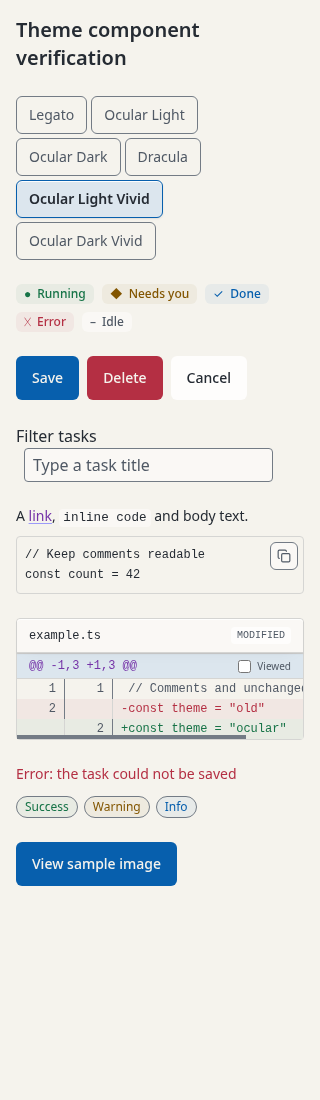 Theme component
verification
Legato
Ocular Light
Ocular Dark
Dracula
Ocular Light Vivid
Ocular Dark Vivid
● Running
◆ Needs you
✓ Done
╳ Error
– Idle
Save
Delete
Cancel
Filter tasks
Type a task title
A link, inline code and body text.
// Keep comments readable
const count = 42
example.ts
MODIFIED
@@ -1,3 +1,3 @@
Viewed
1 1 // Comments and unchanged
2 -const theme = "old"
2 +const theme = "ocular"
Error: the task could not be saved
Success
Warning
Info
View sample image